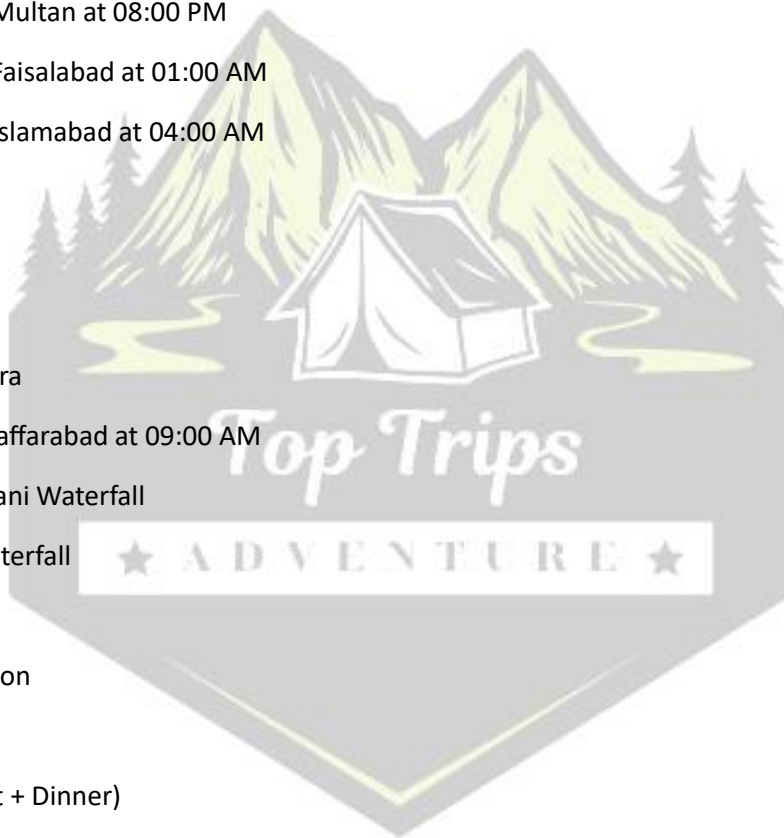 Multan at 08:00 PM
Faisalabad at 01:00 AM
slamabad at 04:00 AM
ra
affarabad at 09:00 AM
Top Trips
ani Waterfall
terfall
★ ADVENTURE ★
on
t + Dinner)